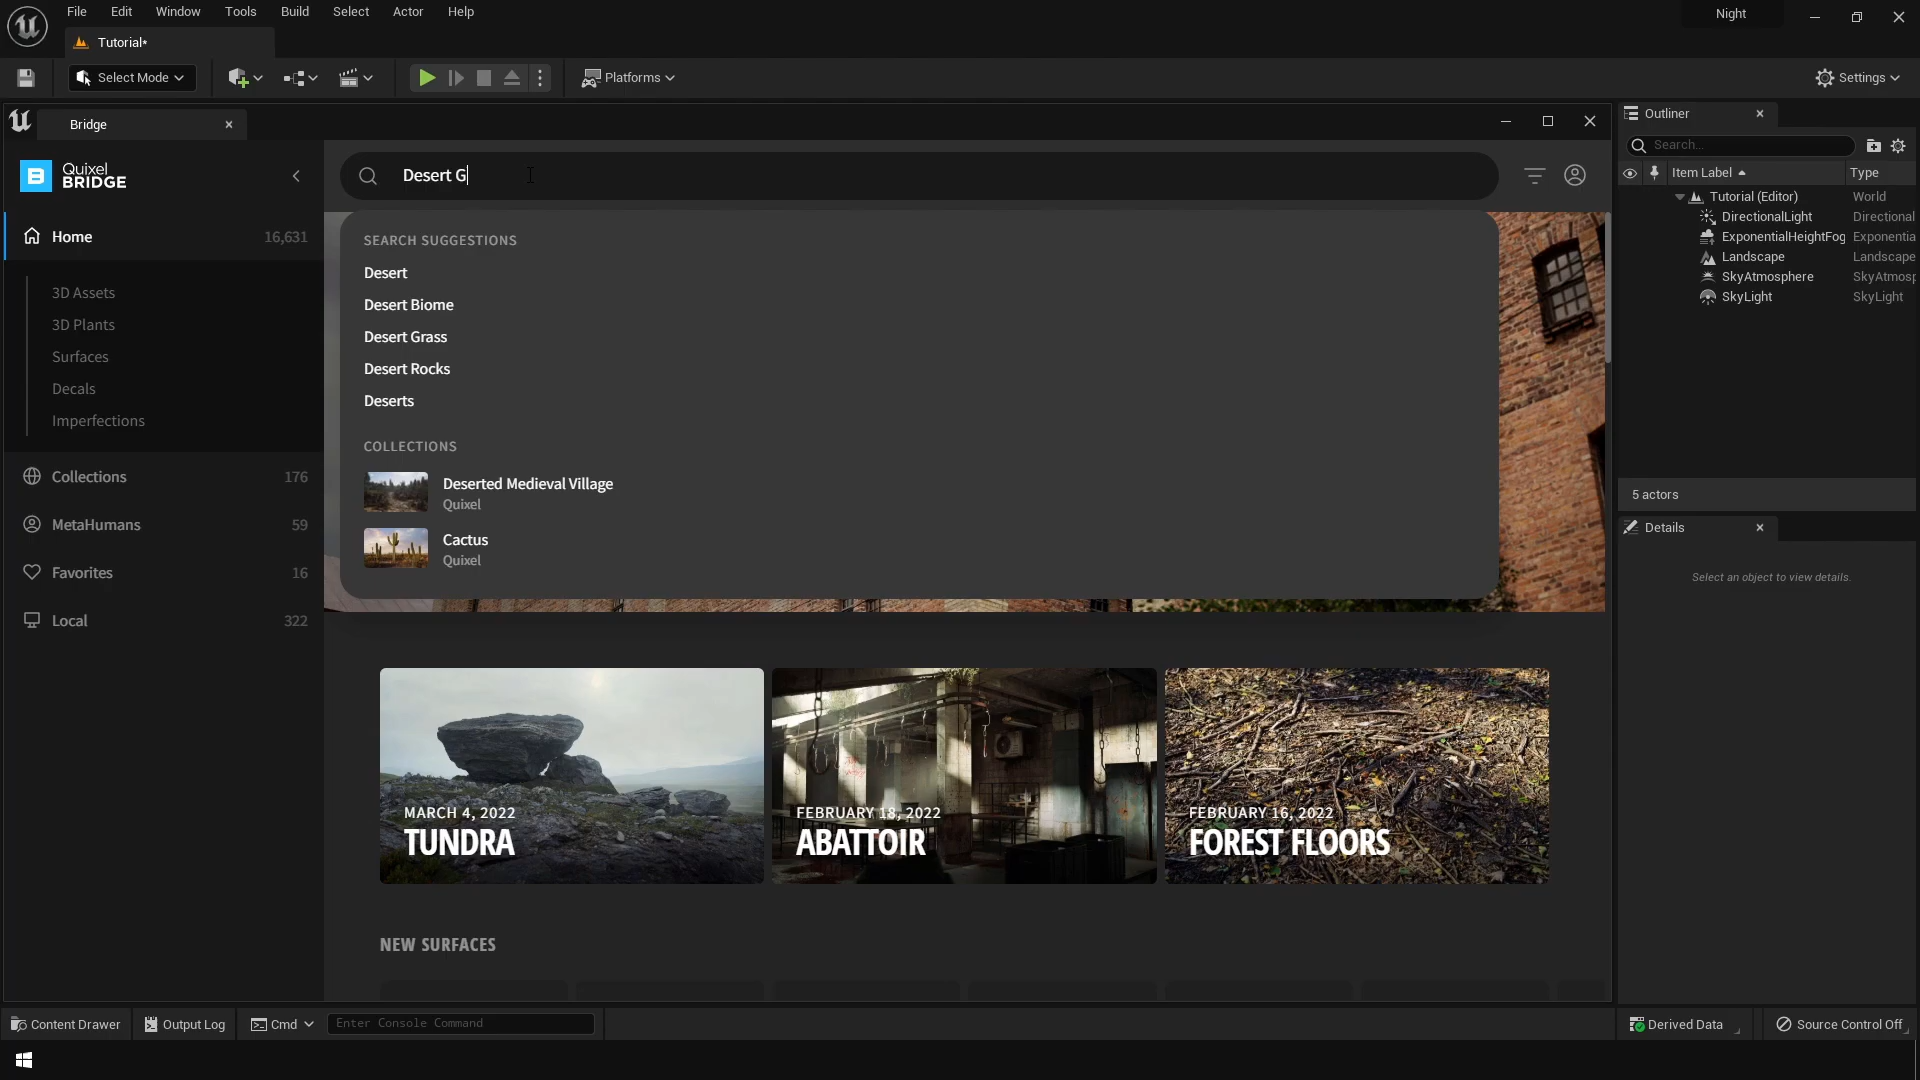 File Edit Window Tools Build Select Actor Help
Night
Tutorial*
Select Mode
Platforms
Settings
Bridge
Outliner
Search...
Item Label Type
Tutorial (Editor) World
DirectionalLight Directional
ExponentialHeightFog Exponentia
Landscape Landscape
SkyAtmosphere SkyAtmosp
SkyLight SkyLight
5 actors
Details
Select an object to view details.
B Quixel
BRIDGE
Home 16,631
3D Assets
3D Plants
Surfaces
Decals
Imperfections
Collections 176
MetaHumans 59
Favorites 16
Local 322
Desert G
SEARCH SUGGESTIONS
Desert
Desert Biome
Desert Grass
Desert Rocks
Deserts
COLLECTIONS
Deserted Medieval Village
Quixel
Cactus
Quixel
MARCH 4, 2022
TUNDRA
FEBRUARY 18, 2022
ABATTOIR
FEBRUARY 16, 2022
FOREST FLOORS
NEW SURFACES
Content Drawer Output Log Cmd Enter Console Command Derived Data Source Control Off